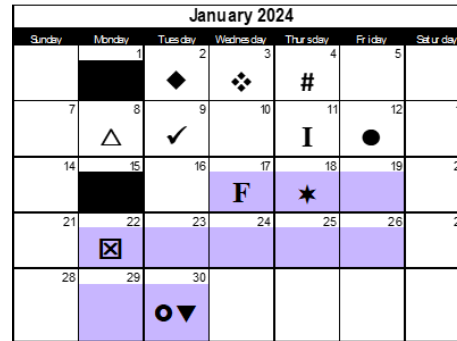 January 2024
Sunday Monday Tuesday Wednesday Thursday Friday Saturday
1 2 3 4 5
◆ ❖ #
7 8 9 10 11 12
△ ✓ I ●
14 15 16 17 18 19
F ✶
21 22 23 24 25 26
☒
28 29 30
⭘▼